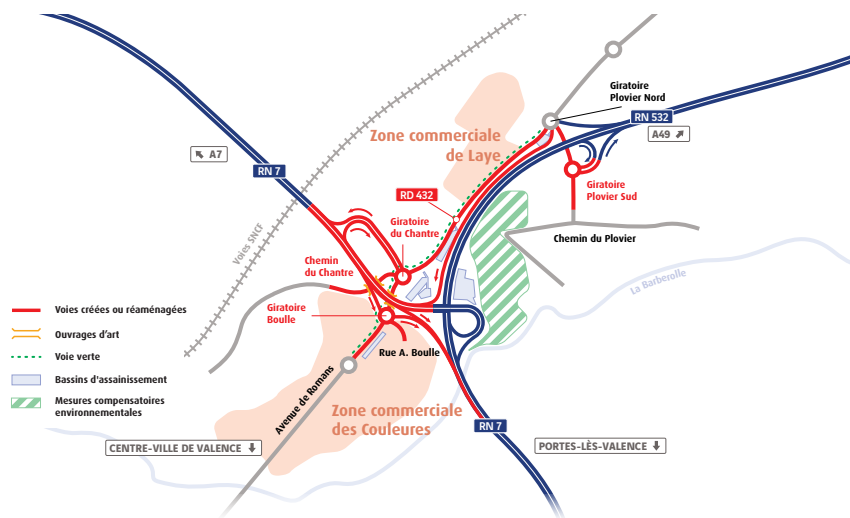 Giratoire
Plovier Nord
RN 532
A49
Zone commerciale
de Laye
A7
RN 7
RD 432
Giratoire
Plovier Sud
Giratoire
du Chantre
Chemin du Plovier
Voies SNCF
Chemin
du Chantre
La Barberolle
Giratoire
Boulle
Rue A. Boulle
Avenue de Romans
Zone commerciale
des Couleures
RN 7
CENTRE-VILLE DE VALENCE
PORTES-LÈS-VALENCE
Voies créées ou réaménagées
Ouvrages d'art
Voie verte
Bassins d'assainissement
Mesures compensatoires
environnementales